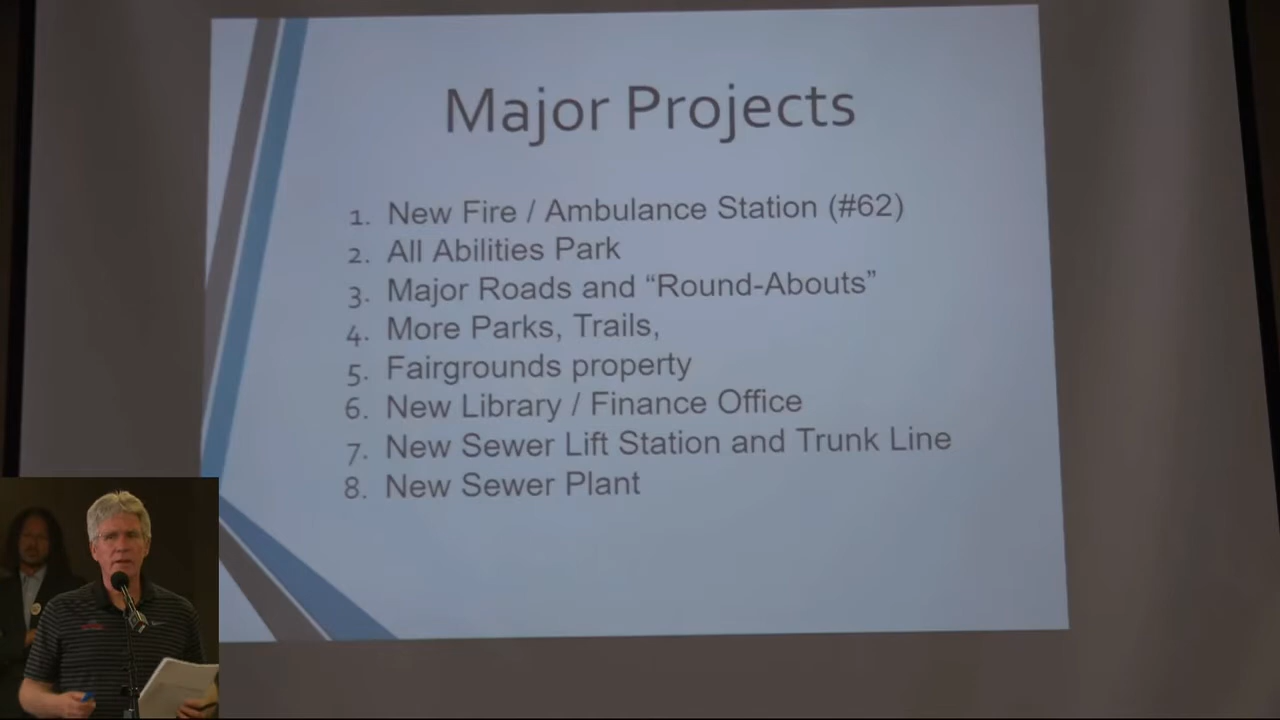 Major Projects
1. New Fire / Ambulance Station (#62)
2. All Abilities Park
3. Major Roads and “Round-Abouts”
4. More Parks, Trails,
5. Fairgrounds property
6. New Library / Finance Office
7. New Sewer Lift Station and Trunk Line
8. New Sewer Plant